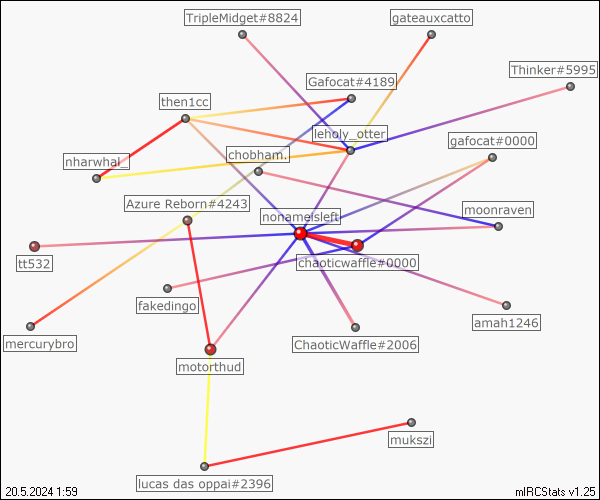 TripleMidget#8824
gateauxcatto
Thinker#5995
Gafocat#4189
then1cc
leholy_otter
gafocat#0000
chobham.
nharwhal_
Azure Reborn#4243
nonameisleft
moonraven
tt532
chaoticwaffle#0000
fakedingo
amah1246
mercurybro
ChaoticWaffle#2006
motorthud
mukszi
lucas das oppai#2396
20.5.2024 1:59
mIRCStats v1.25